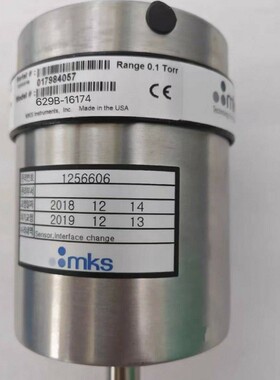 Range 0.1 Torr
017984057
629B-16174
MKS Instruments, Inc. Made in the USA
CE
mks
1256606
2018 12 14
2019 12 13
Sensor, Interface change
mks